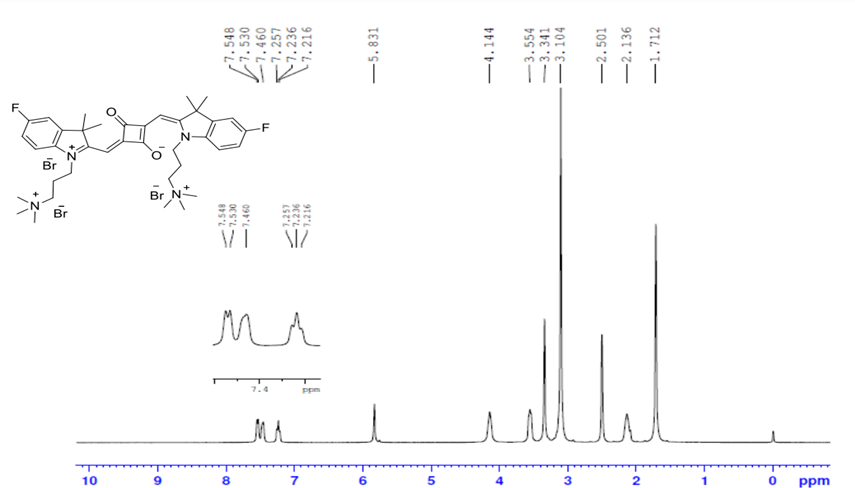 7.548
7.530
7.460
7.257
7.236
7.216
5.831
4.144
3.554
3.341
3.104
2.501
2.136
1.712
F
O
N
+
O
-
N
F
Br
-
N
+
Br
-
Br
-
N
+
7.548
7.530
7.460
7.257
7.236
7.216
7.4 ppm
10 9 8 7 6 5 4 3 2 1 0 ppm